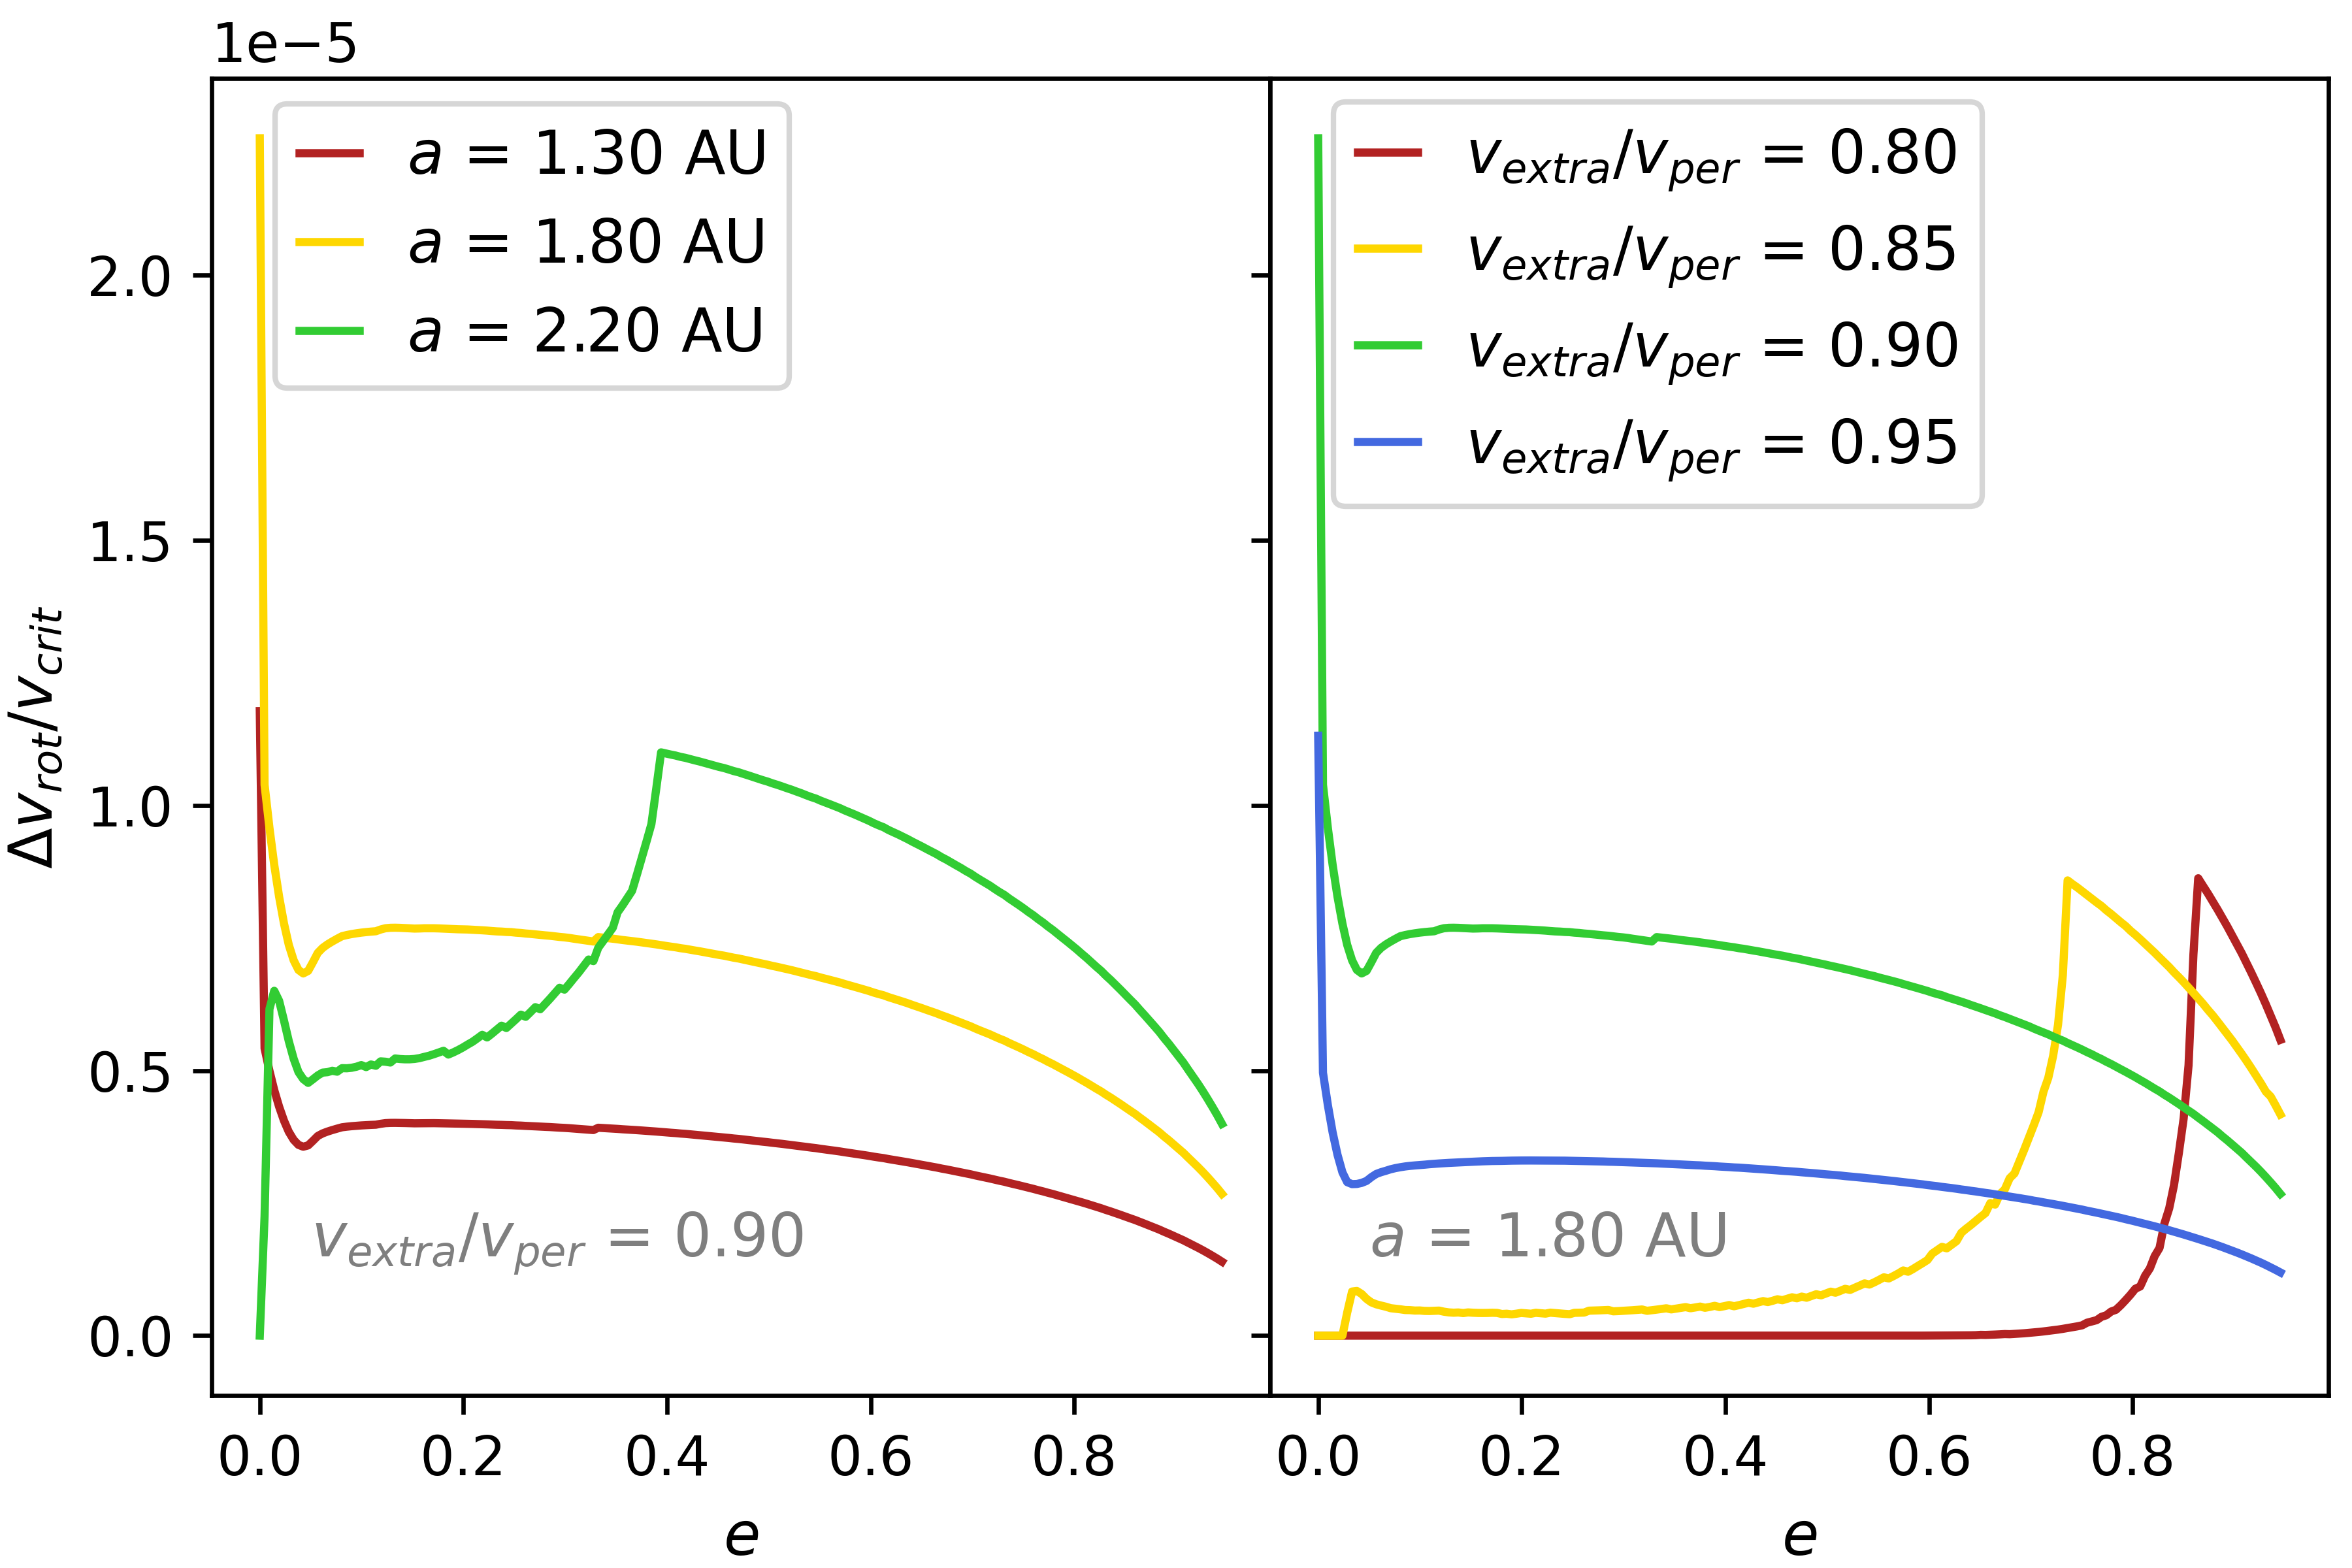 1e−5
a = 1.30 AU
a = 1.80 AU
a = 2.20 AU
v_extra/v_per = 0.80
v_extra/v_per = 0.85
v_extra/v_per = 0.90
v_extra/v_per = 0.95
2.0
1.5
1.0
0.5
0.0
Δv_rot/v_crit
v_extra/v_per = 0.90
a = 1.80 AU
0.0 0.2 0.4 0.6 0.8
0.0 0.2 0.4 0.6 0.8
e
e